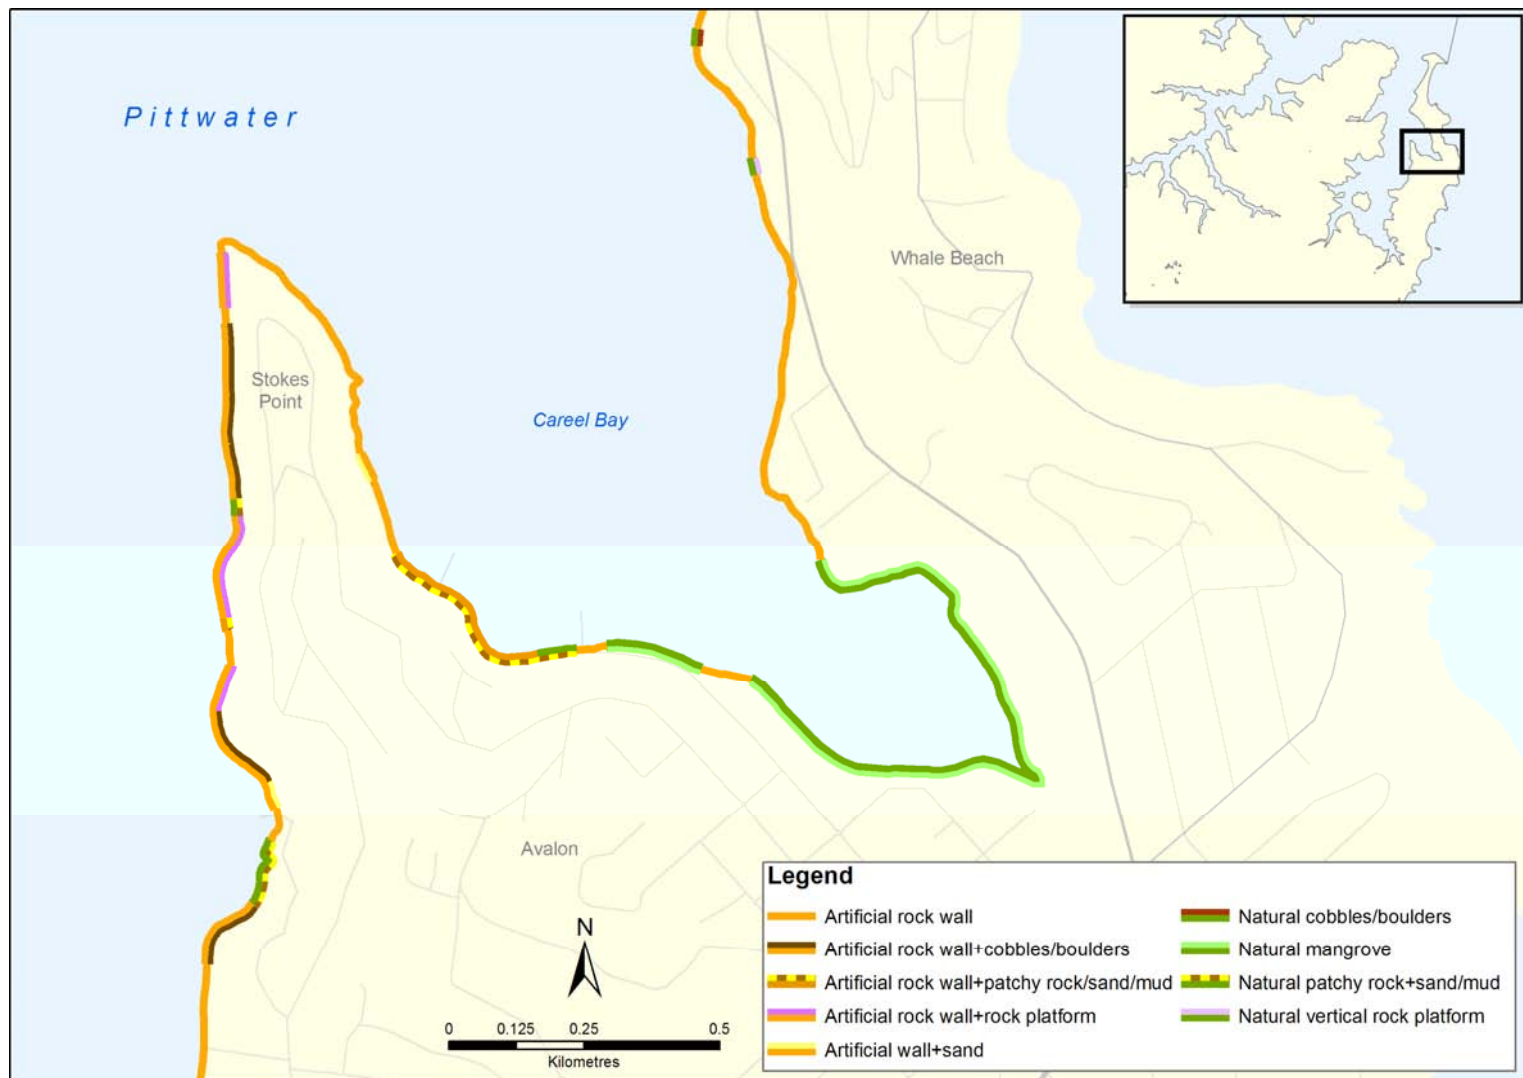 Pittwater
Whale Beach
Stokes
Point
Careel Bay
Avalon
N
0 0.125 0.25 0.5
Kilometres
Legend
Artificial rock wall
Artificial rock wall+cobbles/boulders
Artificial rock wall+patchy rock/sand/mud
Artificial rock wall+rock platform
Artificial wall+sand
Natural cobbles/boulders
Natural mangrove
Natural patchy rock+sand/mud
Natural vertical rock platform